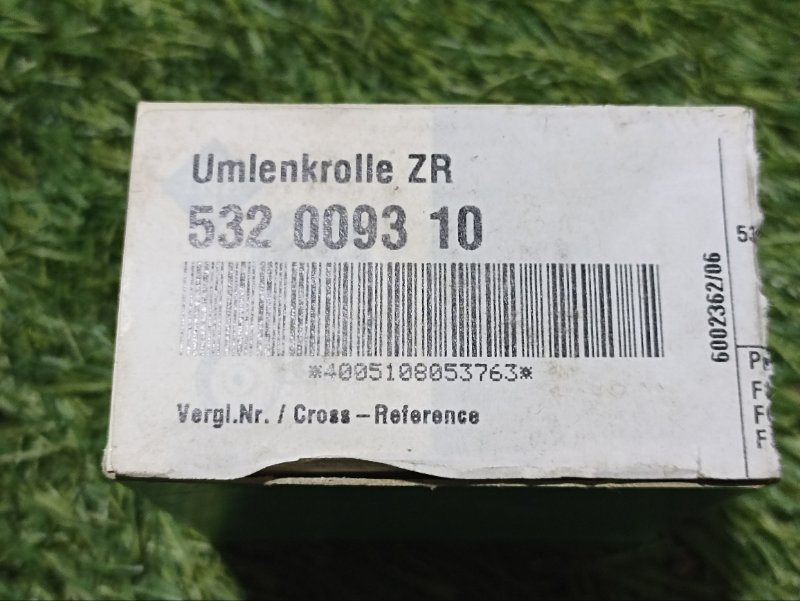 Umlenkrolle ZR
532 0093 10
*4005108053763*
Vergl.Nr. / Cross-Reference
6002362/06